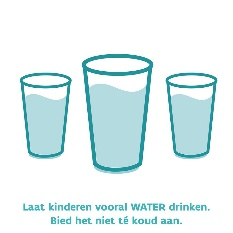 Laat kinderen vooral WATER drinken.
Bied het niet té koud aan.